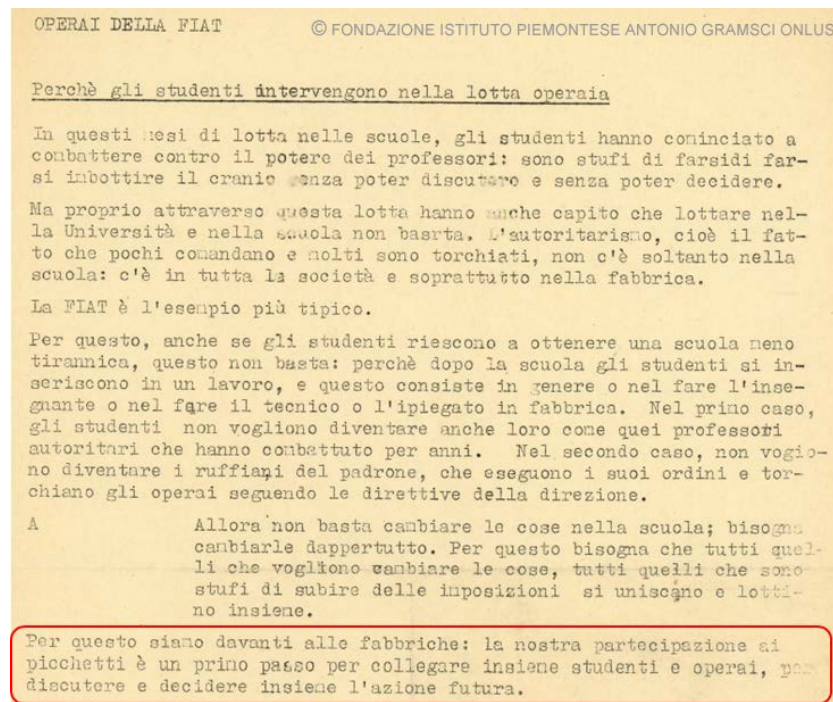 OPERAI DELLA FIAT © FONDAZIONE ISTITUTO PIEMONTESE ANTONIO GRAMSCI ONLUS
Perchè gli studenti intervengono nella lotta operaia
In questi mesi di lotta nelle scuole, gli studenti hanno cominciato a
combattere contro il potere dei professori: sono stufi di farsidi far-
si imbottire il cranio senza poter discutere e senza poter decidere.
Ma proprio attraverso questa lotta hanno anche capito che lottare nel-
la Università e nella scuola non basrta. L'autoritarismo, cioè il fat-
to che pochi comandano e molti sono torchiati, non c'è soltanto nella
scuola: c'è in tutta la società e soprattutto nella fabbrica.
La FIAT è l'esempio più tipico.
Per questo, anche se gli studenti riescono a ottenere una scuola meno
tirannica, questo non basta: perchè dopo la scuola gli studenti si in-
seriscono in un lavoro, e questo consiste in genere o nel fare l'inse-
gnante o nel fare il tecnico o l'ipiegato in fabbrica. Nel primo caso,
gli studenti non vogliono diventare anche loro come quei professori
autoritari che hanno combattuto per anni. Nel secondo caso, non vogio-
no diventare i ruffiani del padrone, che eseguono i suoi ordini e tor-
chiano gli operai seguendo le direttive della direzione.
A Allora non basta cambiare le cose nella scuola; bisogna
cambiarle dappertutto. Per questo bisogna che tutti quel-
li che vogliono cambiare le cose, tutti quelli che sono
stufi di subire delle imposizioni si uniscano e lotti-
no insieme.
Per questo siamo davanti alle fabbriche: la nostra partecipazione ai
picchetti è un primo passo per collegare insieme studenti e operai, per
discutere e decidere insieme l'azione futura.